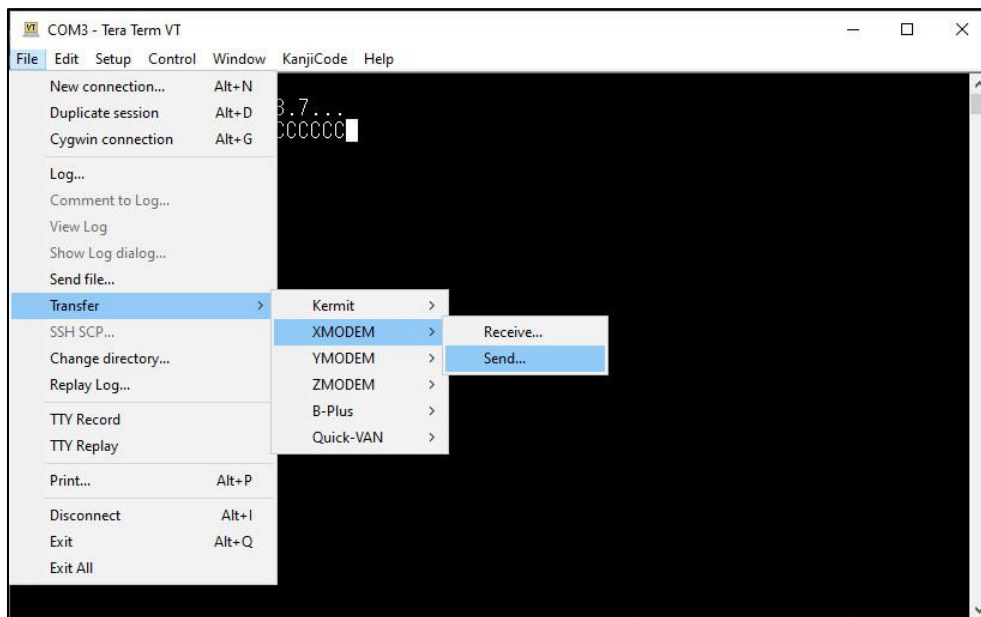 VT COM3 - Tera Term VT
File Edit Setup Control Window KanjiCode Help
New connection... Alt+N
Duplicate session Alt+D
Cygwin connection Alt+G
Log...
Comment to Log...
View Log
Show Log dialog...
Send file...
Transfer >
SSH SCP...
Change directory...
Replay Log...
TTY Record
TTY Replay
Print... Alt+P
Disconnect Alt+I
Exit Alt+Q
Exit All
Kermit >
XMODEM >
YMODEM >
ZMODEM >
B-Plus >
Quick-VAN >
Receive...
Send...
.7...
CCCCCC